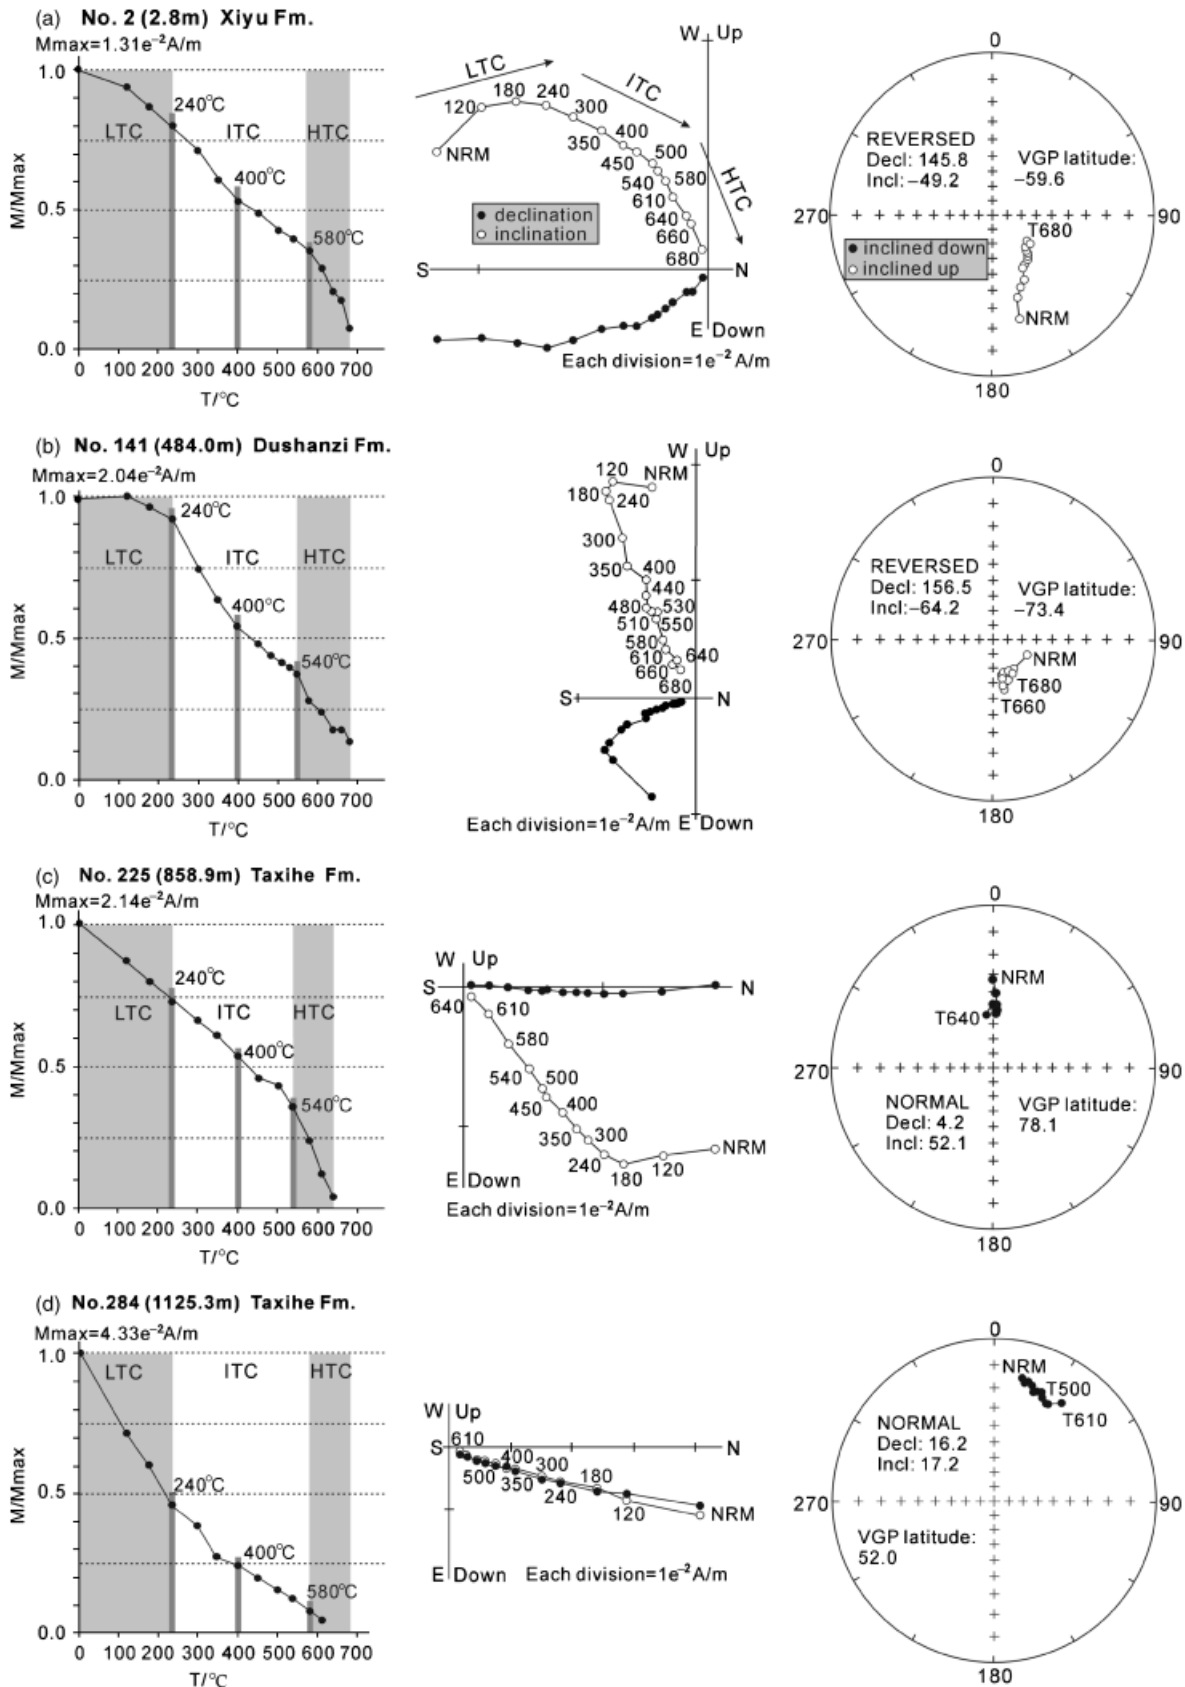 (a) No. 2 (2.8m) Xiyu Fm.
Mmax=1.31e⁻²A/m
1.0
0.5
0.0
M/Mmax
LTC
ITC
HTC
240°C
400°C
580°C
0 100 200 300 400 500 600 700
T/°C
W Up
LTC
ITC
HTC
NRM
120
180
240
300
350
400
450
500
540
580
610
640
660
680
● declination
○ inclination
S
N
E Down
Each division=1e⁻² A/m
0
REVERSED
Decl: 145.8
Incl: −49.2
VGP latitude:
−59.6
270
90
T680
● inclined down
○ inclined up
NRM
180
(b) No. 141 (484.0m) Dushanzi Fm.
Mmax=2.04e⁻²A/m
1.0
0.5
0.0
M/Mmax
LTC
ITC
HTC
240°C
400°C
540°C
0 100 200 300 400 500 600 700
T/°C
W Up
120
NRM
180
240
300
350
400
440
480
530
510
550
580
610
640
660
680
S
N
Each division=1e⁻²A/m
E Down
0
REVERSED
Decl: 156.5
Incl:−64.2
VGP latitude:
−73.4
270
90
NRM
T680
T660
180
(c) No. 225 (858.9m) Taxihe Fm.
Mmax=2.14e⁻²A/m
1.0
0.5
0.0
M/Mmax
LTC
ITC
HTC
240°C
400°C
540°C
0 100 200 300 400 500 600 700
T/°C
W Up
S
N
640
610
580
540
500
450
400
350
300
240
180
120
NRM
E Down
Each division=1e⁻²A/m
0
NRM
T640
270
90
NORMAL
Decl: 4.2
Incl: 52.1
VGP latitude:
78.1
180
(d) No.284 (1125.3m) Taxihe Fm.
Mmax=4.33e⁻²A/m
1.0
0.5
0.0
M/Mmax
LTC
ITC
HTC
240°C
400°C
580°C
0 100 200 300 400 500 600 700
T/°C
W Up
S
N
610
500
400
350
300
240
180
120
NRM
E Down
Each division=1e⁻²A/m
0
NRM
T500
T610
NORMAL
Decl: 16.2
Incl: 17.2
270
90
VGP latitude:
52.0
180